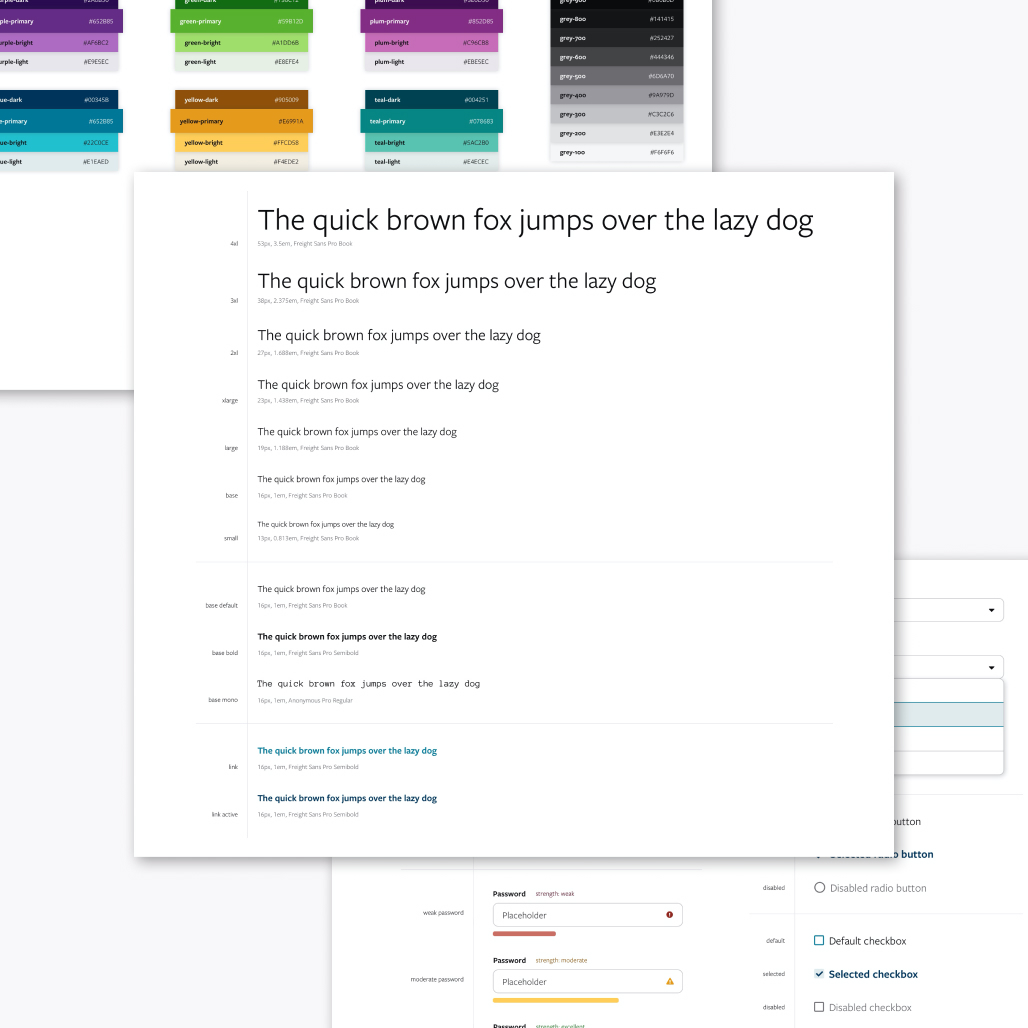 green-dark #15BC12
purple-primary #652B85
green-primary #59B12D
plum-primary #852D85
grey-800 #141415
grey-700 #252427
purple-bright #AF6BC2
green-bright #A1DD6B
plum-bright #C96CB8
grey-600 #444346
purple-light #E9E5EC
green-light #E8EFE4
plum-light #EBE5EC
grey-500 #6D6A70
blue-dark #00345B
yellow-dark #905009
teal-dark #004251
grey-400 #9A979D
e-primary #652B85
yellow-primary #E6991A
teal-primary #078683
grey-300 #C3C2C6
grey-200 #E3E2E4
ue-bright #22C0CE
yellow-bright #FFCD58
teal-bright #5AC2B0
grey-100 #F6F6F6
ue-light #E1EAED
yellow-light #F4EDE2
teal-light #E4ECEC
The quick brown fox jumps over the lazy dog
4xl 53px, 3.5em, Freight Sans Pro Book
The quick brown fox jumps over the lazy dog
3xl 38px, 2.375em, Freight Sans Pro Book
The quick brown fox jumps over the lazy dog
2xl 27px, 1.688em, Freight Sans Pro Book
The quick brown fox jumps over the lazy dog
xlarge 23px, 1.438em, Freight Sans Pro Book
The quick brown fox jumps over the lazy dog
large 19px, 1.188em, Freight Sans Pro Book
The quick brown fox jumps over the lazy dog
base 16px, 1em, Freight Sans Pro Book
The quick brown fox jumps over the lazy dog
small 13px, 0.813em, Freight Sans Pro Book
The quick brown fox jumps over the lazy dog
base default 16px, 1em, Freight Sans Pro Book
The quick brown fox jumps over the lazy dog
base bold 16px, 1em, Freight Sans Pro Semibold
The quick brown fox jumps over the lazy dog
base mono 16px, 1em, Anonymous Pro Regular
The quick brown fox jumps over the lazy dog
link 16px, 1em, Freight Sans Pro Semibold
The quick brown fox jumps over the lazy dog
link active 16px, 1em, Freight Sans Pro Semibold
button
Selected radio button
disabled Disabled radio button
Password strength: weak
weak password Placeholder
default Default checkbox
Password strength: moderate
moderate password Placeholder
selected Selected checkbox
disabled Disabled checkbox
Password strength: excellent